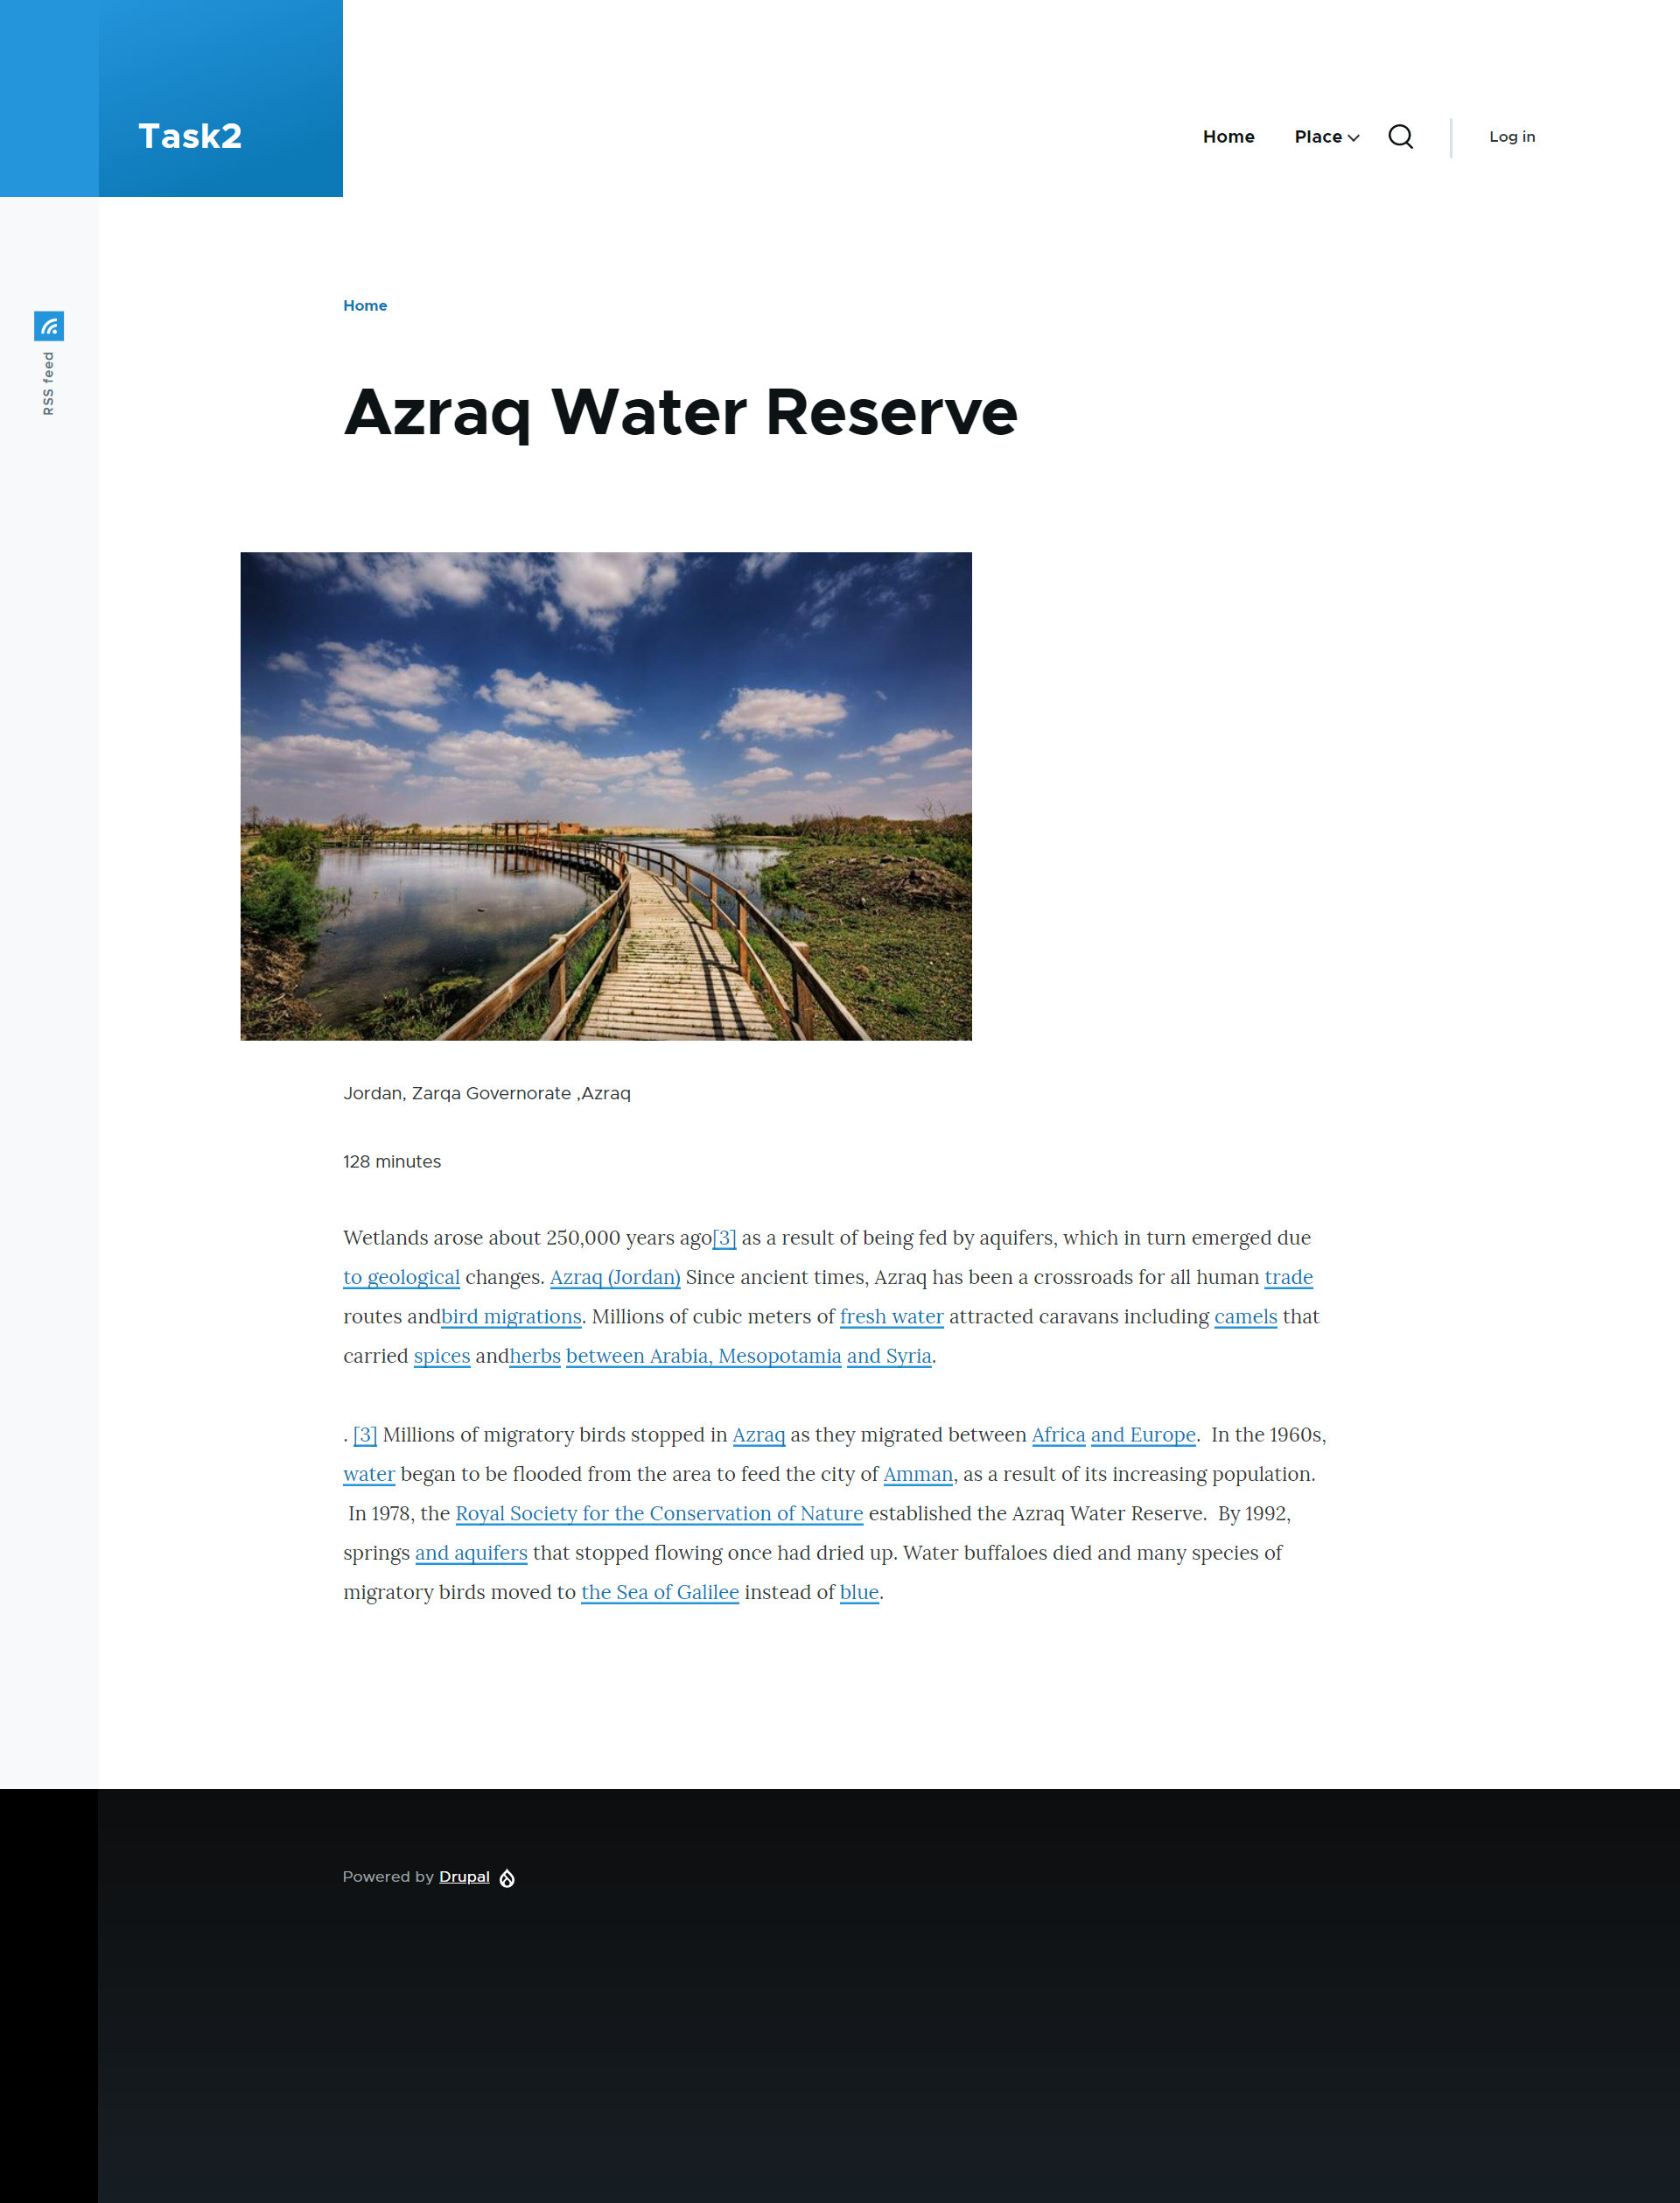 Task2
Home
Place
Log in
RSS feed
Home
Azraq Water Reserve
Jordan, Zarqa Governorate ,Azraq
128 minutes
Wetlands arose about 250,000 years ago[3] as a result of being fed by aquifers, which in turn emerged due
to geological changes. Azraq (Jordan) Since ancient times, Azraq has been a crossroads for all human trade
routes andbird migrations. Millions of cubic meters of fresh water attracted caravans including camels that
carried spices andherbs between Arabia, Mesopotamia and Syria.
. [3] Millions of migratory birds stopped in Azraq as they migrated between Africa and Europe.  In the 1960s,
water began to be flooded from the area to feed the city of Amman, as a result of its increasing population.
In 1978, the Royal Society for the Conservation of Nature established the Azraq Water Reserve.  By 1992,
springs and aquifers that stopped flowing once had dried up. Water buffaloes died and many species of
migratory birds moved to the Sea of Galilee instead of blue.
Powered by Drupal